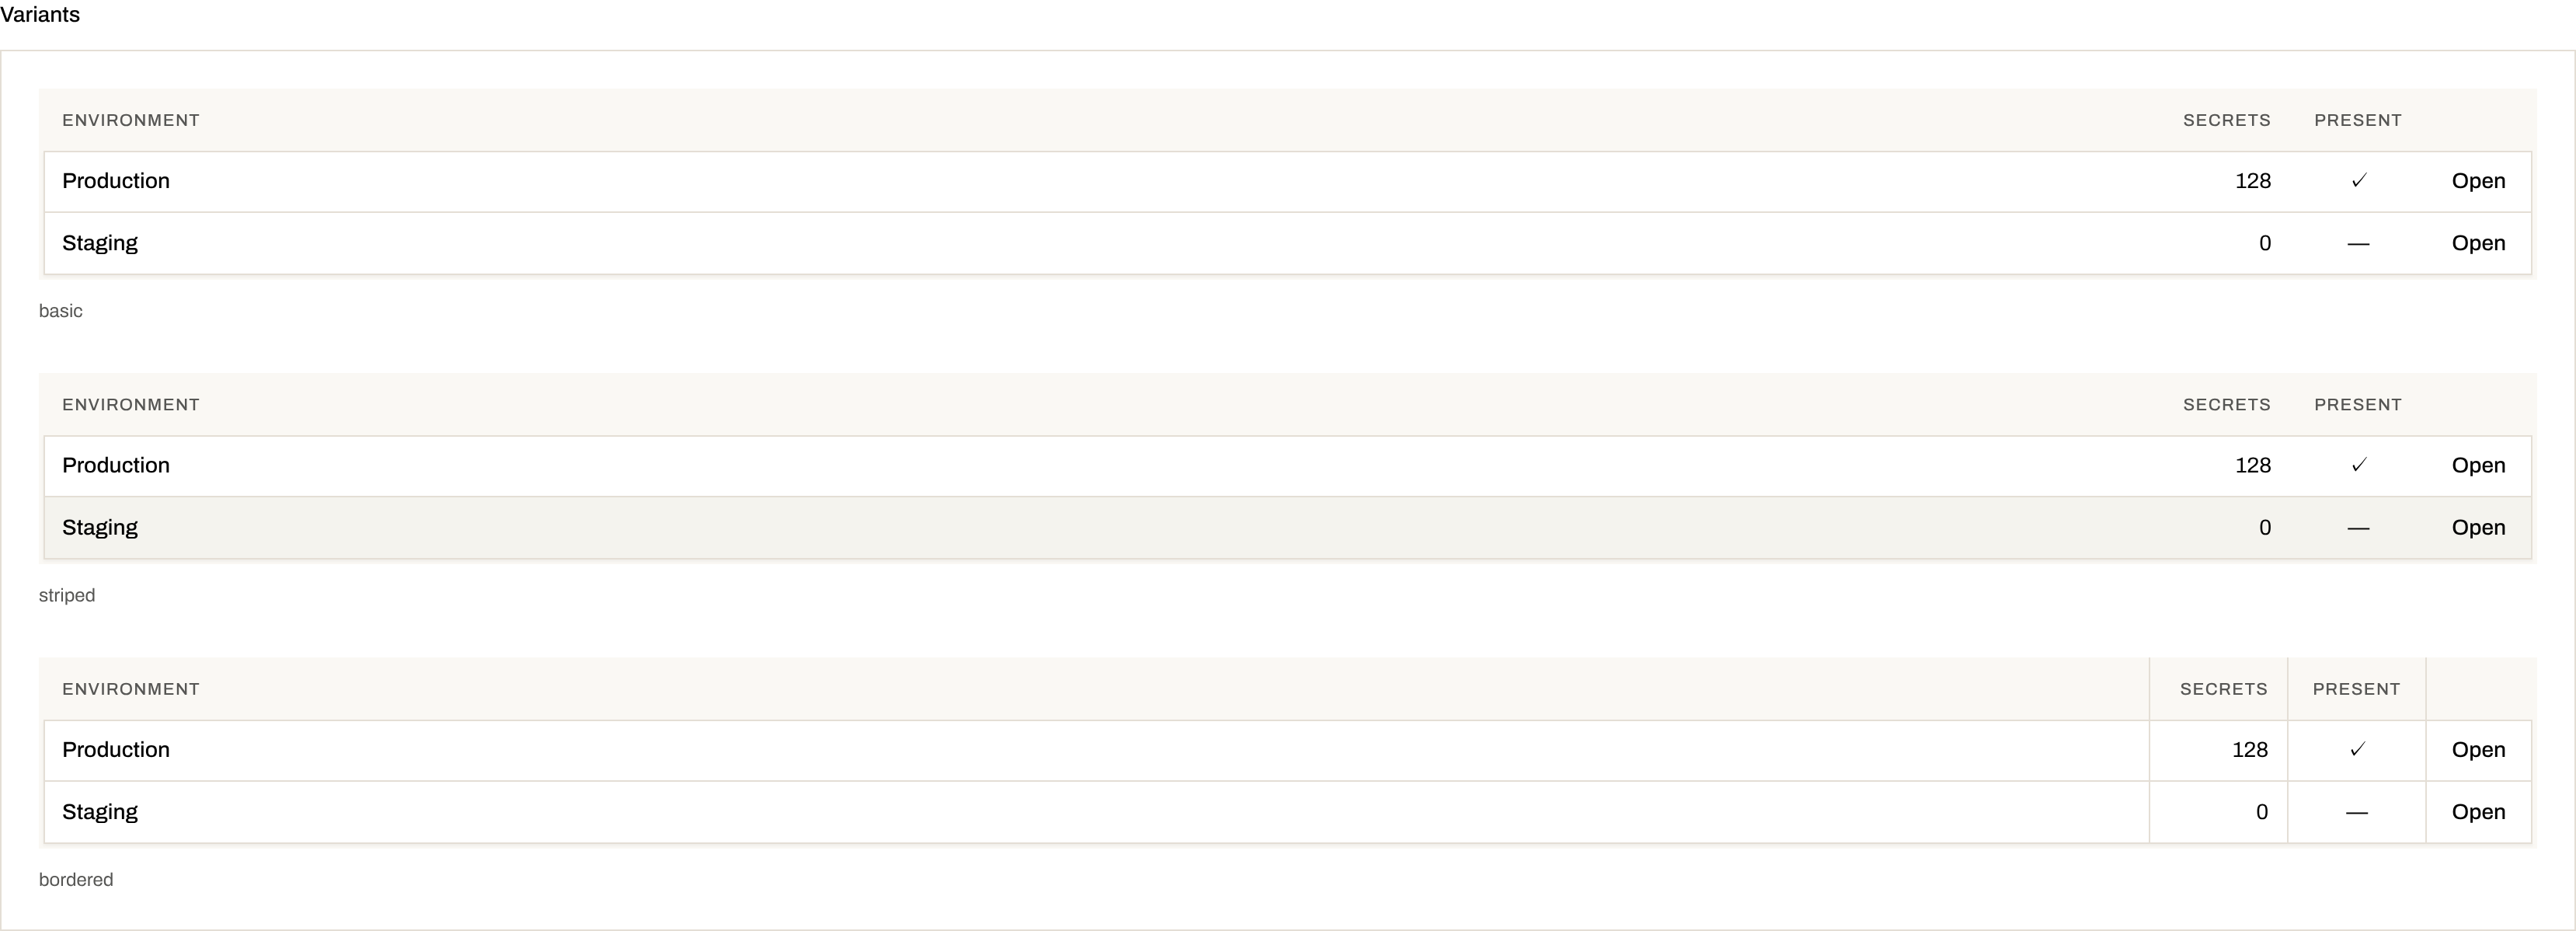 Variants
ENVIRONMENT SECRETS PRESENT
Production 128 ✓ Open
Staging 0 — Open
basic
ENVIRONMENT SECRETS PRESENT
Production 128 ✓ Open
Staging 0 — Open
striped
ENVIRONMENT SECRETS PRESENT
Production 128 ✓ Open
Staging 0 — Open
bordered